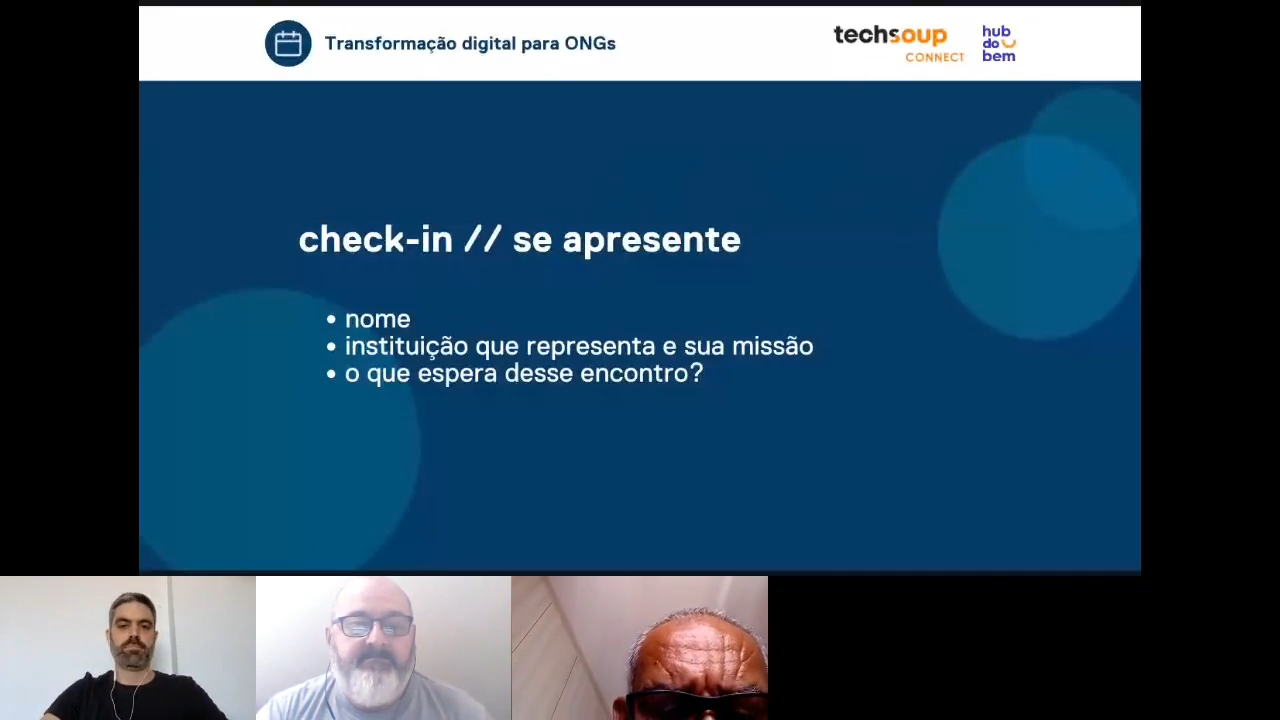 Transformação digital para ONGs
techsoup
CONNECT
hub
do
bem
check-in // se apresente
• nome
• instituição que representa e sua missão
• o que espera desse encontro?